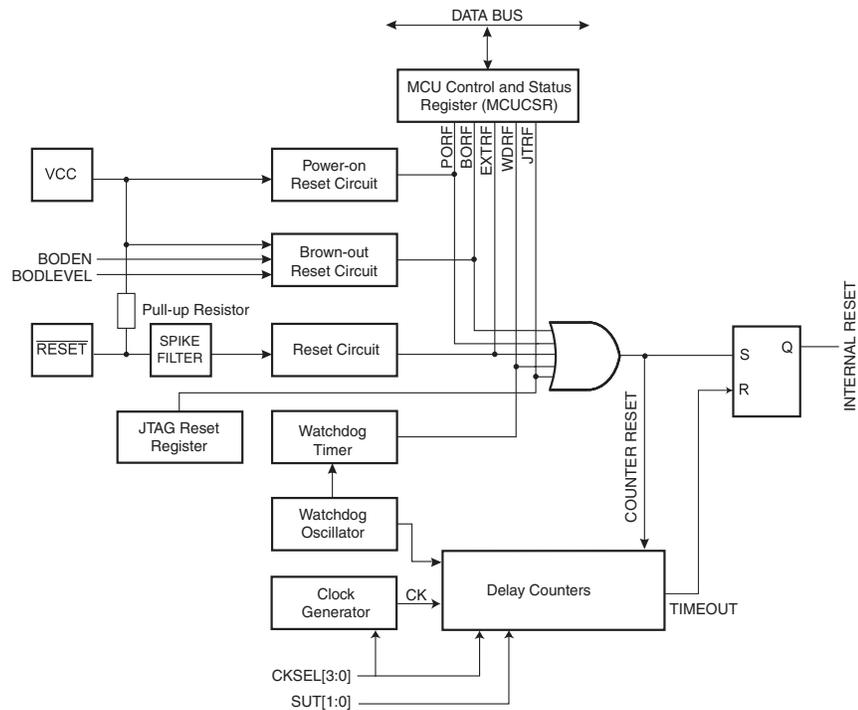 DATA BUS
MCU Control and Status
Register (MCUCSR)
PORF
BORF
EXTRF
WDRF
JTRF
VCC
Power-on
Reset Circuit
BODEN
BODLEVEL
Brown-out
Reset Circuit
Pull-up Resistor
RESET
SPIKE
FILTER
Reset Circuit
JTAG Reset
Register
Watchdog
Timer
Watchdog
Oscillator
Clock
Generator
CK
Delay Counters
COUNTER RESET
S
R
Q
INTERNAL RESET
TIMEOUT
CKSEL[3:0]
SUT[1:0]